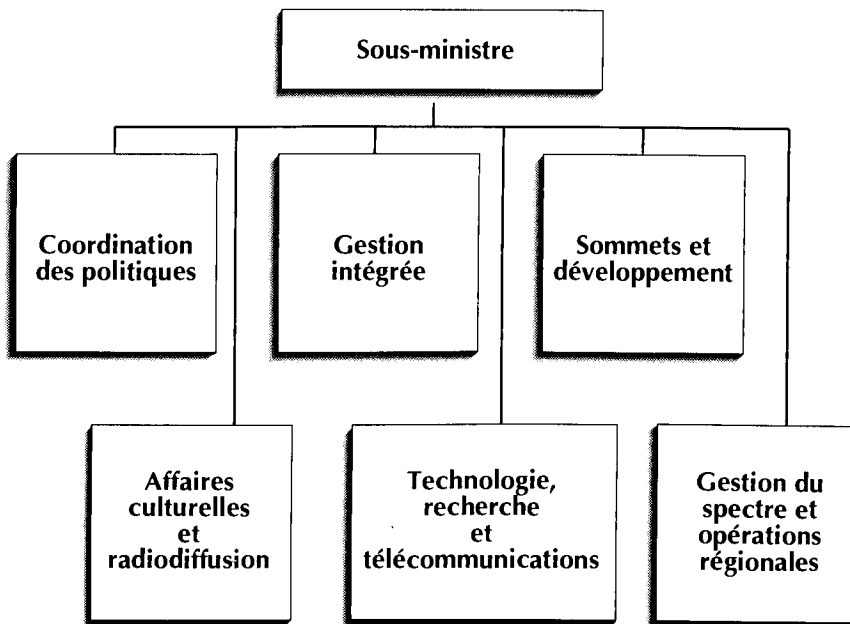 Sous-ministre
Coordination
des politiques
Gestion
intégrée
Sommets et
développement
Affaires
culturelles
et
radiodiffusion
Technologie,
recherche
et
télécommunications
Gestion du
spectre et
opérations
régionales